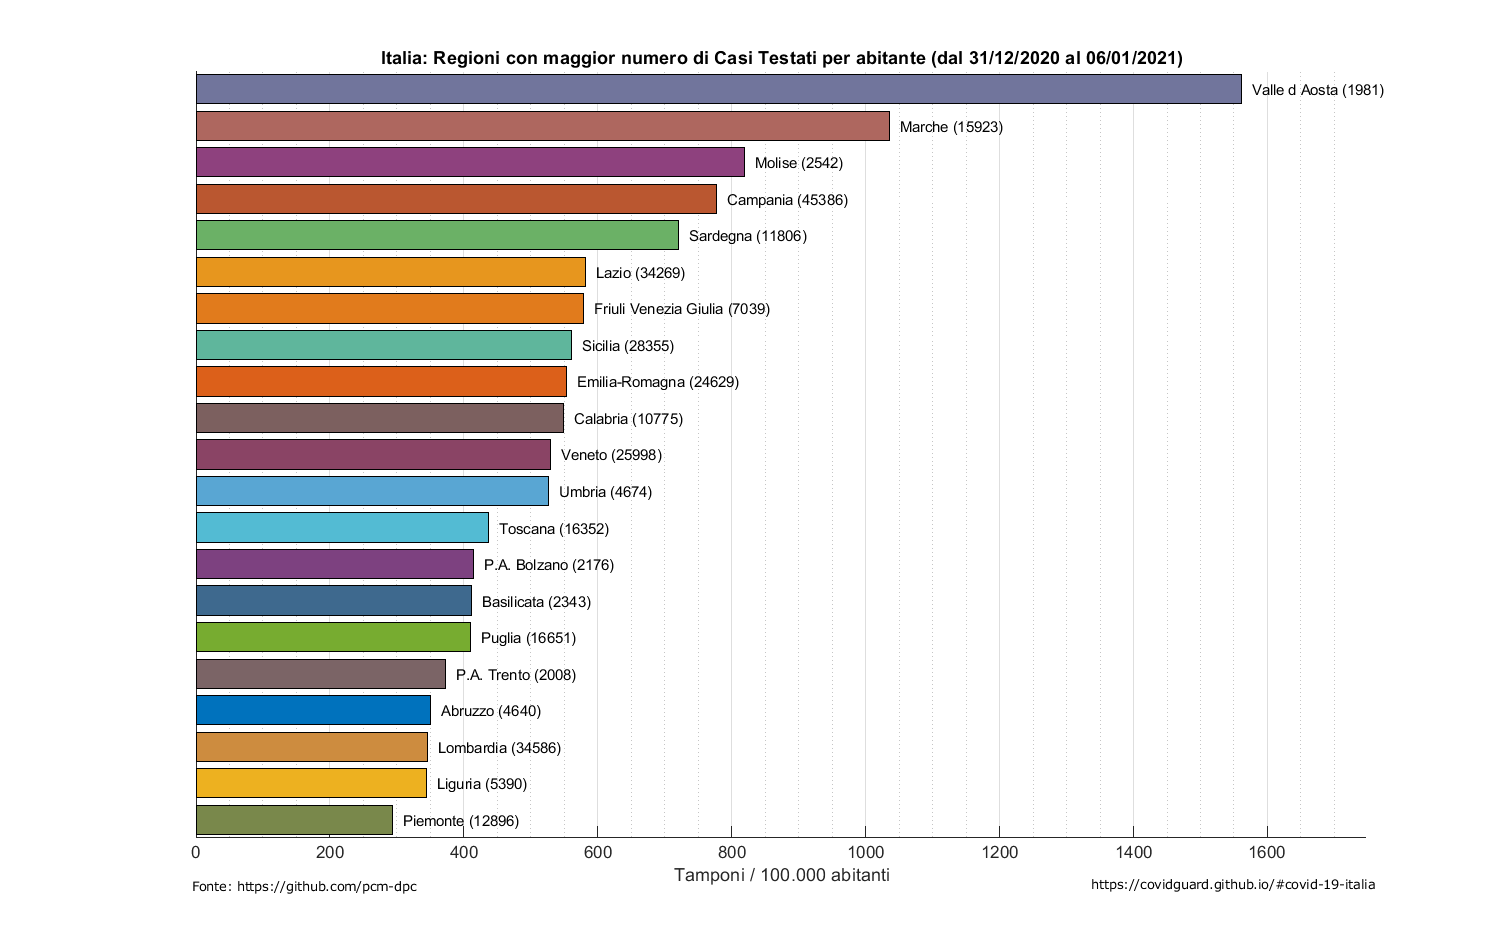 Italia: Regioni con maggior numero di Casi Testati per abitante (dal 31/12/2020 al 06/01/2021)
Valle d Aosta (1981)
Marche (15923)
Molise (2542)
Campania (45386)
Sardegna (11806)
Lazio (34269)
Friuli Venezia Giulia (7039)
Sicilia (28355)
Emilia-Romagna (24629)
Calabria (10775)
Veneto (25998)
Umbria (4674)
Toscana (16352)
P.A. Bolzano (2176)
Basilicata (2343)
Puglia (16651)
P.A. Trento (2008)
Abruzzo (4640)
Lombardia (34586)
Liguria (5390)
Piemonte (12896)
0 200 400 600 800 1000 1200 1400 1600
Tamponi / 100.000 abitanti
Fonte: https://github.com/pcm-dpc
https://covidguard.github.io/#covid-19-italia